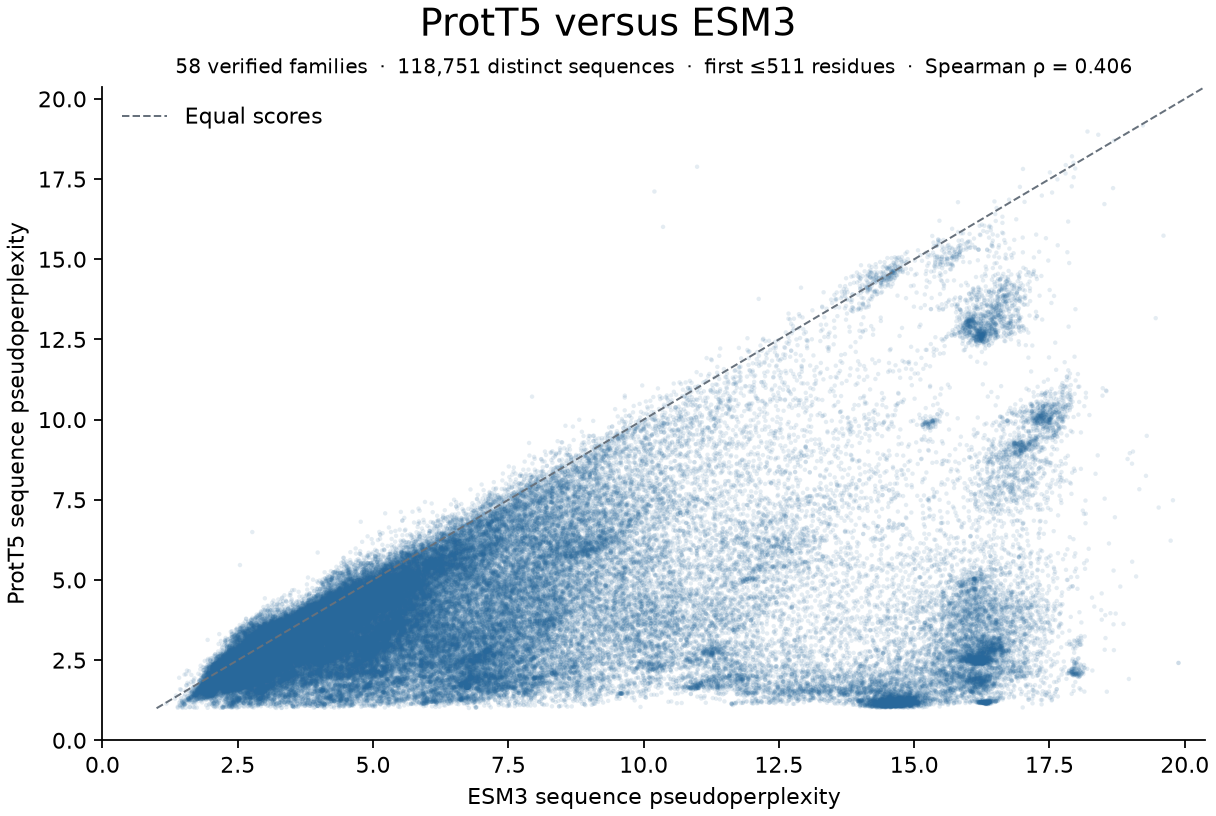 ProtT5 versus ESM3
58 verified families · 118,751 distinct sequences · first ≤511 residues · Spearman ρ = 0.406
Equal scores
ProtT5 sequence pseudoperplexity
20.0
17.5
15.0
12.5
10.0
7.5
5.0
2.5
0.0
0.0 2.5 5.0 7.5 10.0 12.5 15.0 17.5 20.0
ESM3 sequence pseudoperplexity